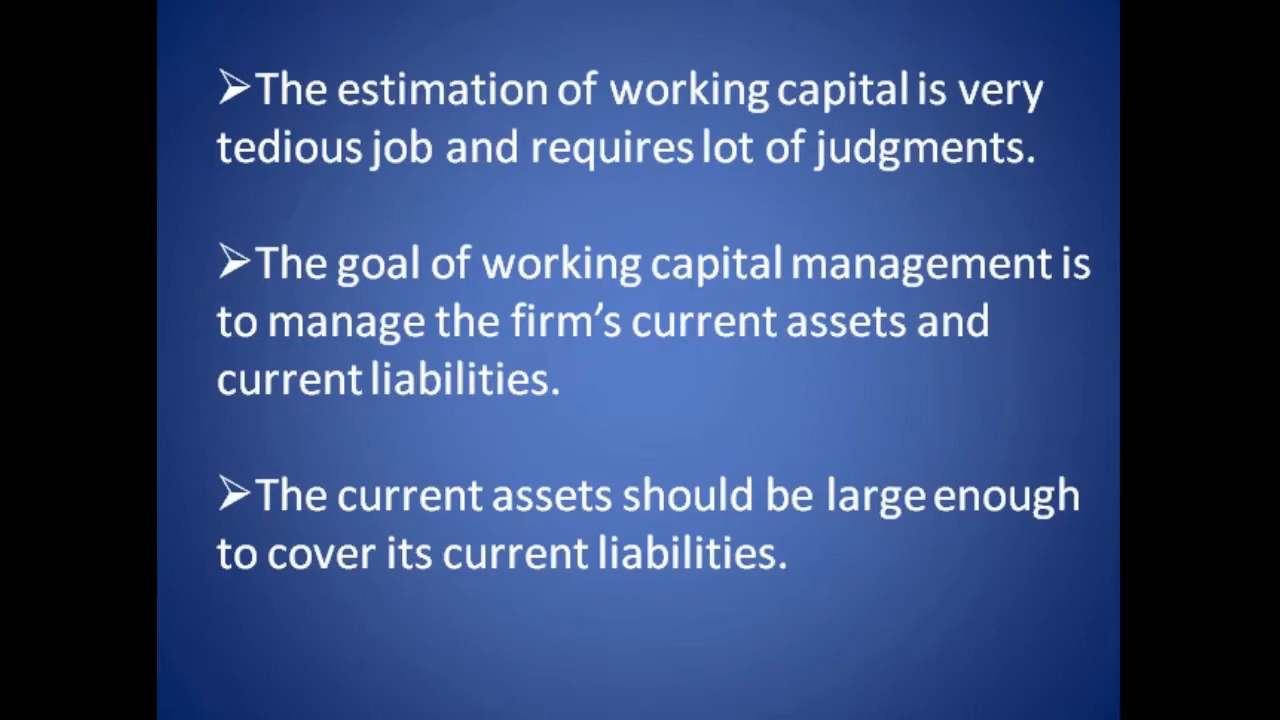 ➢The estimation of working capital is very
tedious job and requires lot of judgments.
➢The goal of working capital management is
to manage the firm’s current assets and
current liabilities.
➢The current assets should be large enough
to cover its current liabilities.